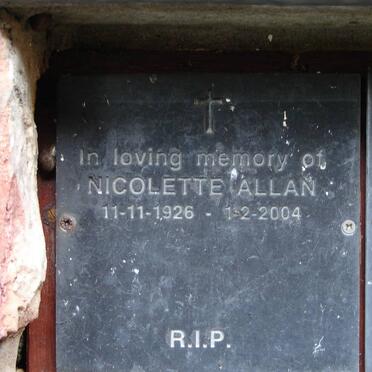 In loving memory of
NICOLETTE ALLAN
11-11-1926 - 1-2-2004
R.I.P.